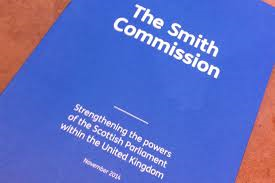 The Smith
Commission
Strengthening the powers
of the Scottish Parliament
within the United Kingdom
November 2014